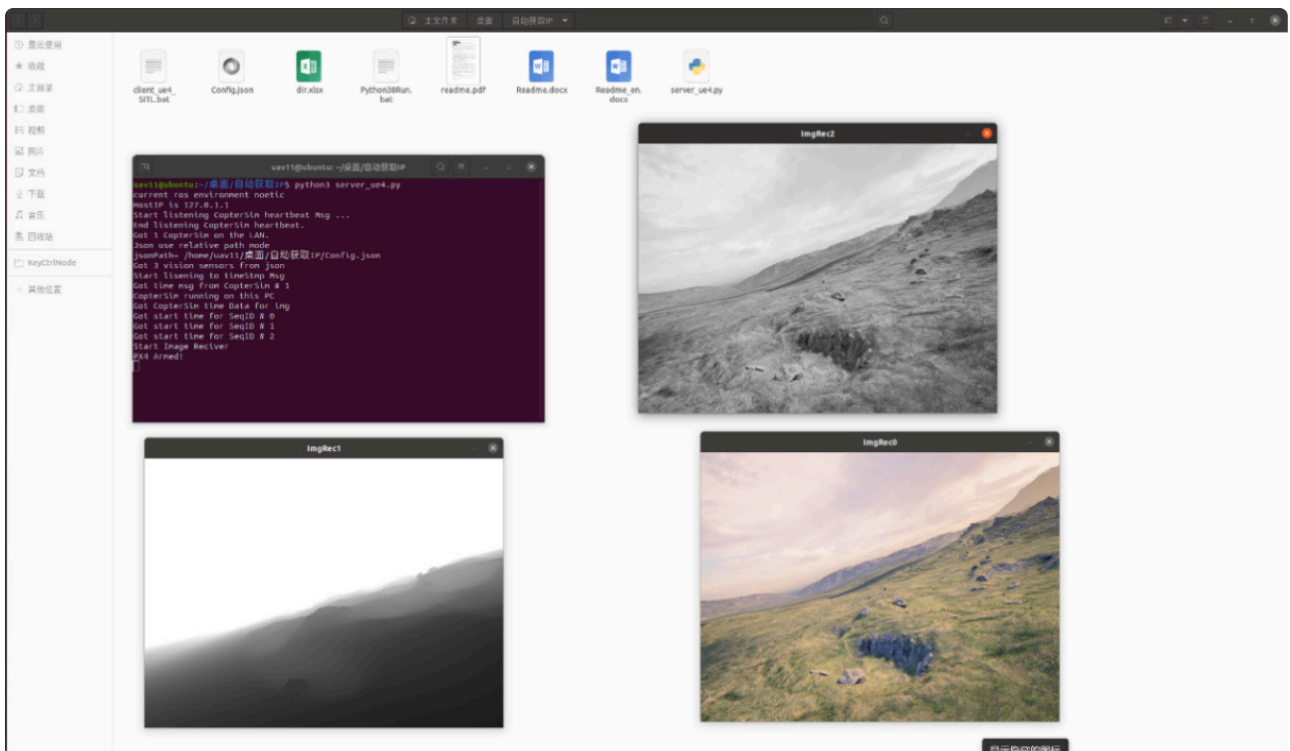 主文件夹 桌面 自动获取IP
最近使用
收藏
主目录
桌面
视频
图片
文档
下载
音乐
回收站
KeyCtrlNode
其他位置
client_ue4_
SITL.bat
Config.json
dir.xlsx
Python38Run.
bat
readme.pdf
Readme.docx
Readme_en.
docx
server_ue4.py
uav11@ubuntu: ~/桌面/自动获取IP
uav11@ubuntu:~/桌面/自动获取IP$ python3 server_ue4.py
current ros environment noetic
HostIP is 127.0.1.1
Start listening CopterSim heartbeat Msg ...
End listening CopterSim heartbeat.
Got 1 CopterSim on the LAN.
Json use relative path mode
jsonPath= /home/uav11/桌面/自动获取IP/Config.json
Got 3 vision sensors from json
Start lisening to timeStmp Msg
Got time msg from CopterSim # 1
CopterSim running on this PC
Got CopterSim time Data for img
Got start time for SeqID # 0
Got start time for SeqID # 1
Got start time for SeqID # 2
Start Image Reciver
PX4 Armed!
ImgRec2
ImgRec1
ImgRec0